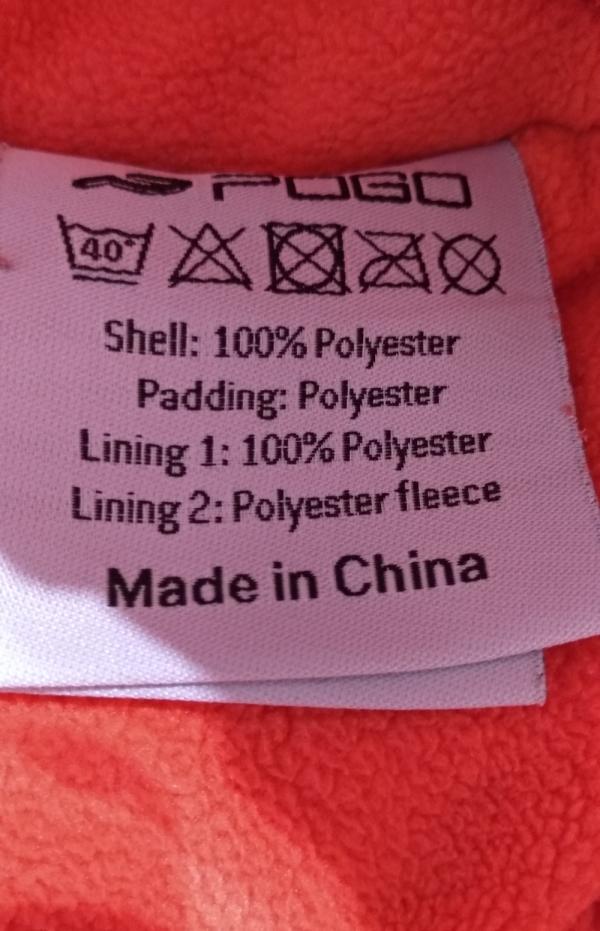 POGO
40°
Shell: 100% Polyester
Padding: Polyester
Lining 1: 100% Polyester
Lining 2: Polyester fleece
Made in China